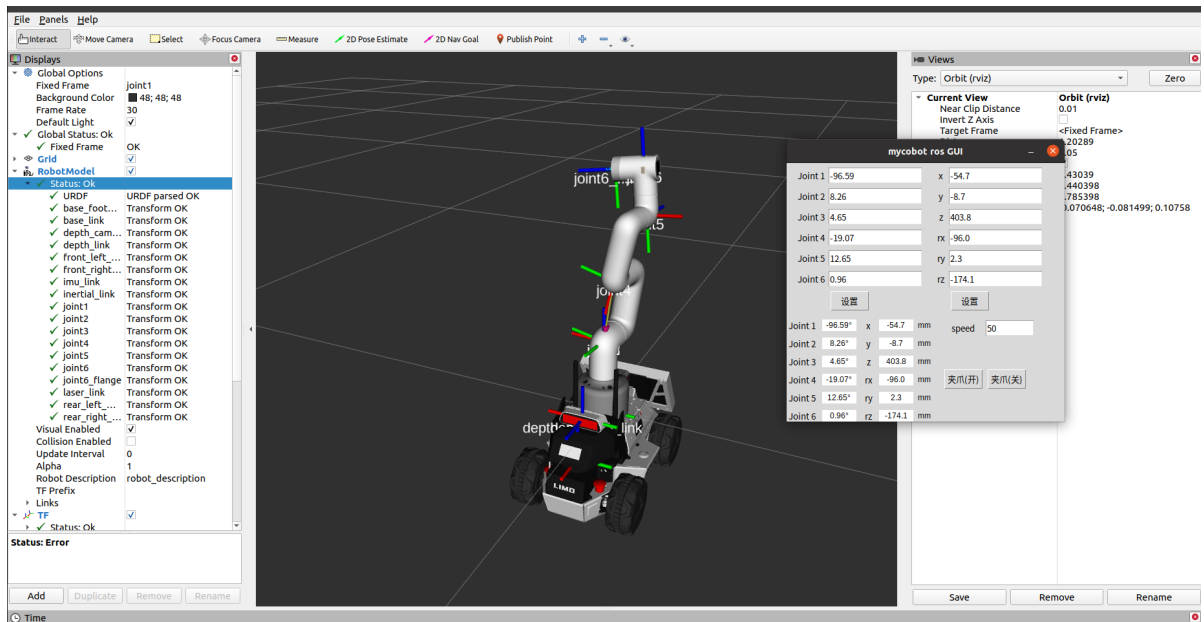 File Panels Help
Interact Move Camera Select Focus Camera Measure 2D Pose Estimate 2D Nav Goal Publish Point
Displays
Global Options
Fixed Frame joint1
Background Color 48; 48; 48
Frame Rate 30
Default Light
Global Status: Ok
Fixed Frame OK
Grid
RobotModel
Status: Ok
URDF URDF parsed OK
base_foot... Transform OK
base_link Transform OK
depth_cam... Transform OK
depth_link Transform OK
front_left_... Transform OK
front_right... Transform OK
imu_link Transform OK
inertial_link Transform OK
joint1 Transform OK
joint2 Transform OK
joint3 Transform OK
joint4 Transform OK
joint5 Transform OK
joint6 Transform OK
joint6_flange Transform OK
laser_link Transform OK
rear_left_... Transform OK
rear_right_... Transform OK
Visual Enabled
Collision Enabled
Update Interval 0
Alpha 1
Robot Description robot_description
TF Prefix
Links
TF
Status: Ok
Status: Error
Add Duplicate Remove Rename
Time
LIMO
Views
Type: Orbit (rviz) Zero
Current View Orbit (rviz)
Near Clip Distance 0.01
Invert Z Axis
Target Frame <Fixed Frame>
Save Remove Rename
mycobot ros GUI
Joint 1 -96.59 x -54.7
Joint 2 8.26 y -8.7
Joint 3 4.65 z 403.8
Joint 4 -19.07 rx -96.0
Joint 5 12.65 ry 2.3
Joint 6 0.96 rz -174.1
设置 设置
Joint 1 -96.59° x -54.7 mm speed 50
Joint 2 8.26° y -8.7 mm
Joint 3 4.65° z 403.8 mm
Joint 4 -19.07° rx -96.0 mm 夹爪(开) 夹爪(关)
Joint 5 12.65° ry 2.3 mm
Joint 6 0.96° rz -174.1 mm